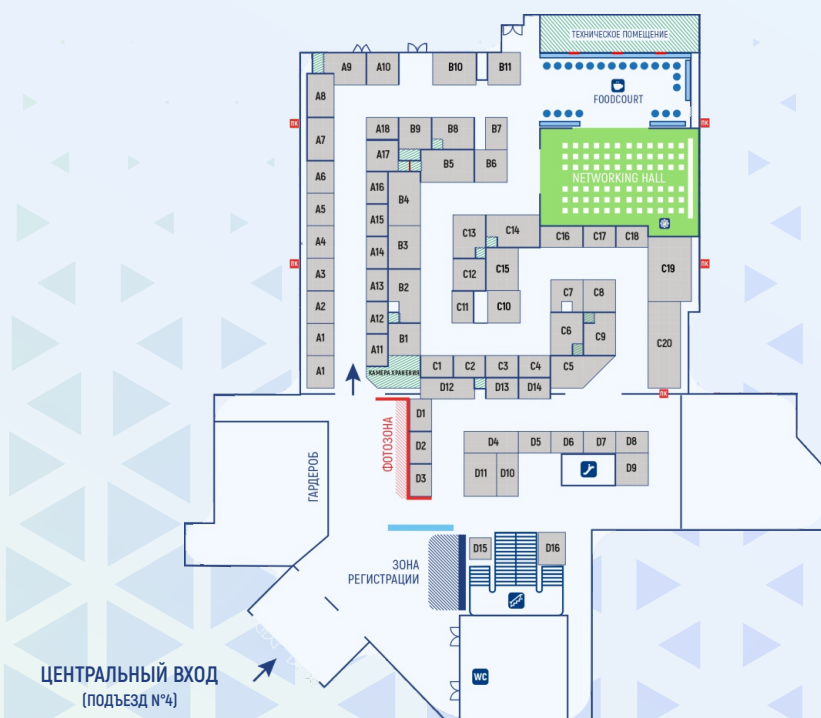 ТЕХНИЧЕСКОЕ ПОМЕЩЕНИЕ
A9
A10
B10
B11
FOODCOURT
A8
ПК
A7
A18
B9
B8
B7
ПК
A17
B5
B6
A6
A16
B4
NETWORKING HALL
A5
A15
A4
A14
B3
C13
C14
C16
C17
C18
ПК
A3
A13
B2
C12
C15
C19
ПК
A2
A12
C11
C10
C7
C8
A1
A11
B1
C6
C9
C20
A1
КАМЕРА ХРАНЕНИЯ
C1
C2
C3
C4
C5
D12
D13
D14
ПК
ФОТОЗОНА
D1
D2
D3
ГАРДЕРОБ
D4
D5
D6
D7
D8
D11
D10
D9
D15
D16
ЗОНА
РЕГИСТРАЦИИ
WC
ЦЕНТРАЛЬНЫЙ ВХОД
(ПОДЪЕЗД №4)